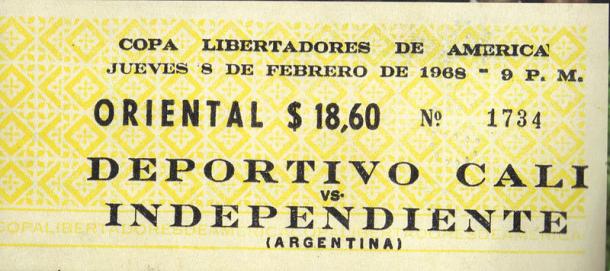 COPA LIBERTADORES DE AMERICA
JUEVES 8 DE FEBRERO DE 1968 - 9 P. M.
ORIENTAL $ 18,60 Nº 1734
DEPORTIVO CALI
VS.
INDEPENDIENTE
(ARGENTINA)